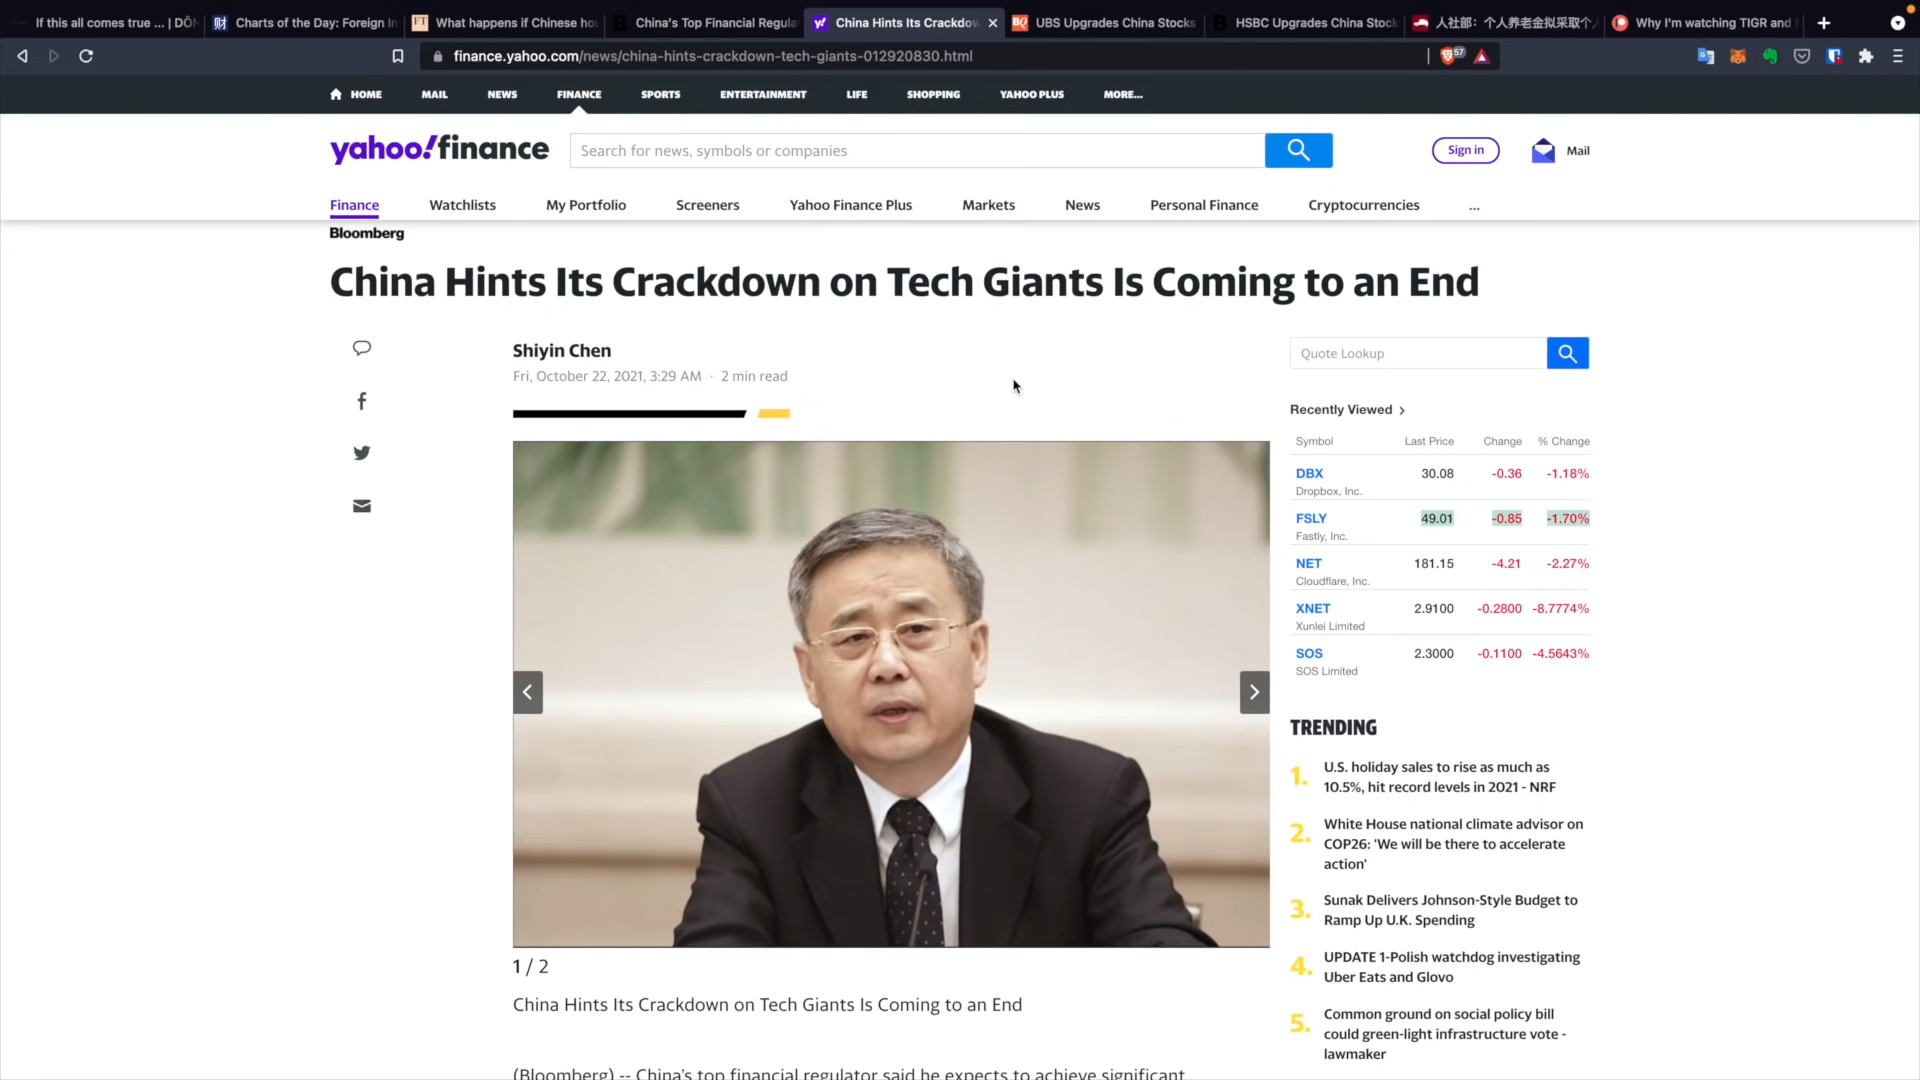 If this all comes true ... | DŌN
Charts of the Day: Foreign In
What happens if Chinese hou
China's Top Financial Regula
China Hints Its Crackdow
UBS Upgrades China Stocks
HSBC Upgrades China Stock
人社部：个人养老金拟采取个人
Why I'm watching TIGR and
finance.yahoo.com/news/china-hints-crackdown-tech-giants-012920830.html
57
HOME MAIL NEWS FINANCE SPORTS ENTERTAINMENT LIFE SHOPPING YAHOO PLUS MORE...
yahoo!finance
Search for news, symbols or companies
Sign in
Mail
Finance Watchlists My Portfolio Screeners Yahoo Finance Plus Markets News Personal Finance Cryptocurrencies ...
Bloomberg
China Hints Its Crackdown on Tech Giants Is Coming to an End
Shiyin Chen
Fri, October 22, 2021, 3:29 AM · 2 min read
1 / 2
China Hints Its Crackdown on Tech Giants Is Coming to an End
(Bloomberg) -- China's top financial regulator said he expects to achieve significant
Quote Lookup
Recently Viewed
Symbol Last Price Change % Change
DBX 30.08 -0.36 -1.18%
Dropbox, Inc.
FSLY 49.01 -0.85 -1.70%
Fastly, Inc.
NET 181.15 -4.21 -2.27%
Cloudflare, Inc.
XNET 2.9100 -0.2800 -8.7774%
Xunlei Limited
SOS 2.3000 -0.1100 -4.5643%
SOS Limited
TRENDING
1. U.S. holiday sales to rise as much as
10.5%, hit record levels in 2021 - NRF
2. White House national climate advisor on
COP26: 'We will be there to accelerate
action'
3. Sunak Delivers Johnson-Style Budget to
Ramp Up U.K. Spending
4. UPDATE 1-Polish watchdog investigating
Uber Eats and Glovo
5. Common ground on social policy bill
could green-light infrastructure vote -
lawmaker